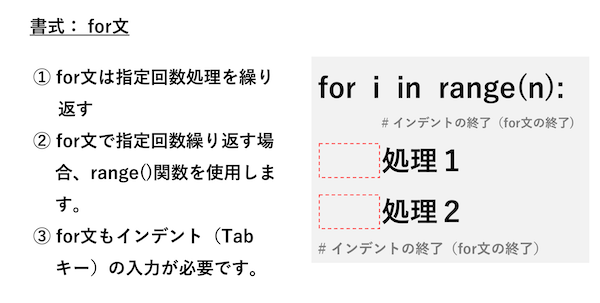 書式： for文
① for文は指定回数処理を繰り
返す
② for文で指定回数繰り返す場
合、range()関数を使用しま
す。
③ for文もインデント（Tab
キー）の入力が必要です。
for i in range(n):
# インデントの終了（for文の終了）
処理１
処理２
# インデントの終了（for文の終了）